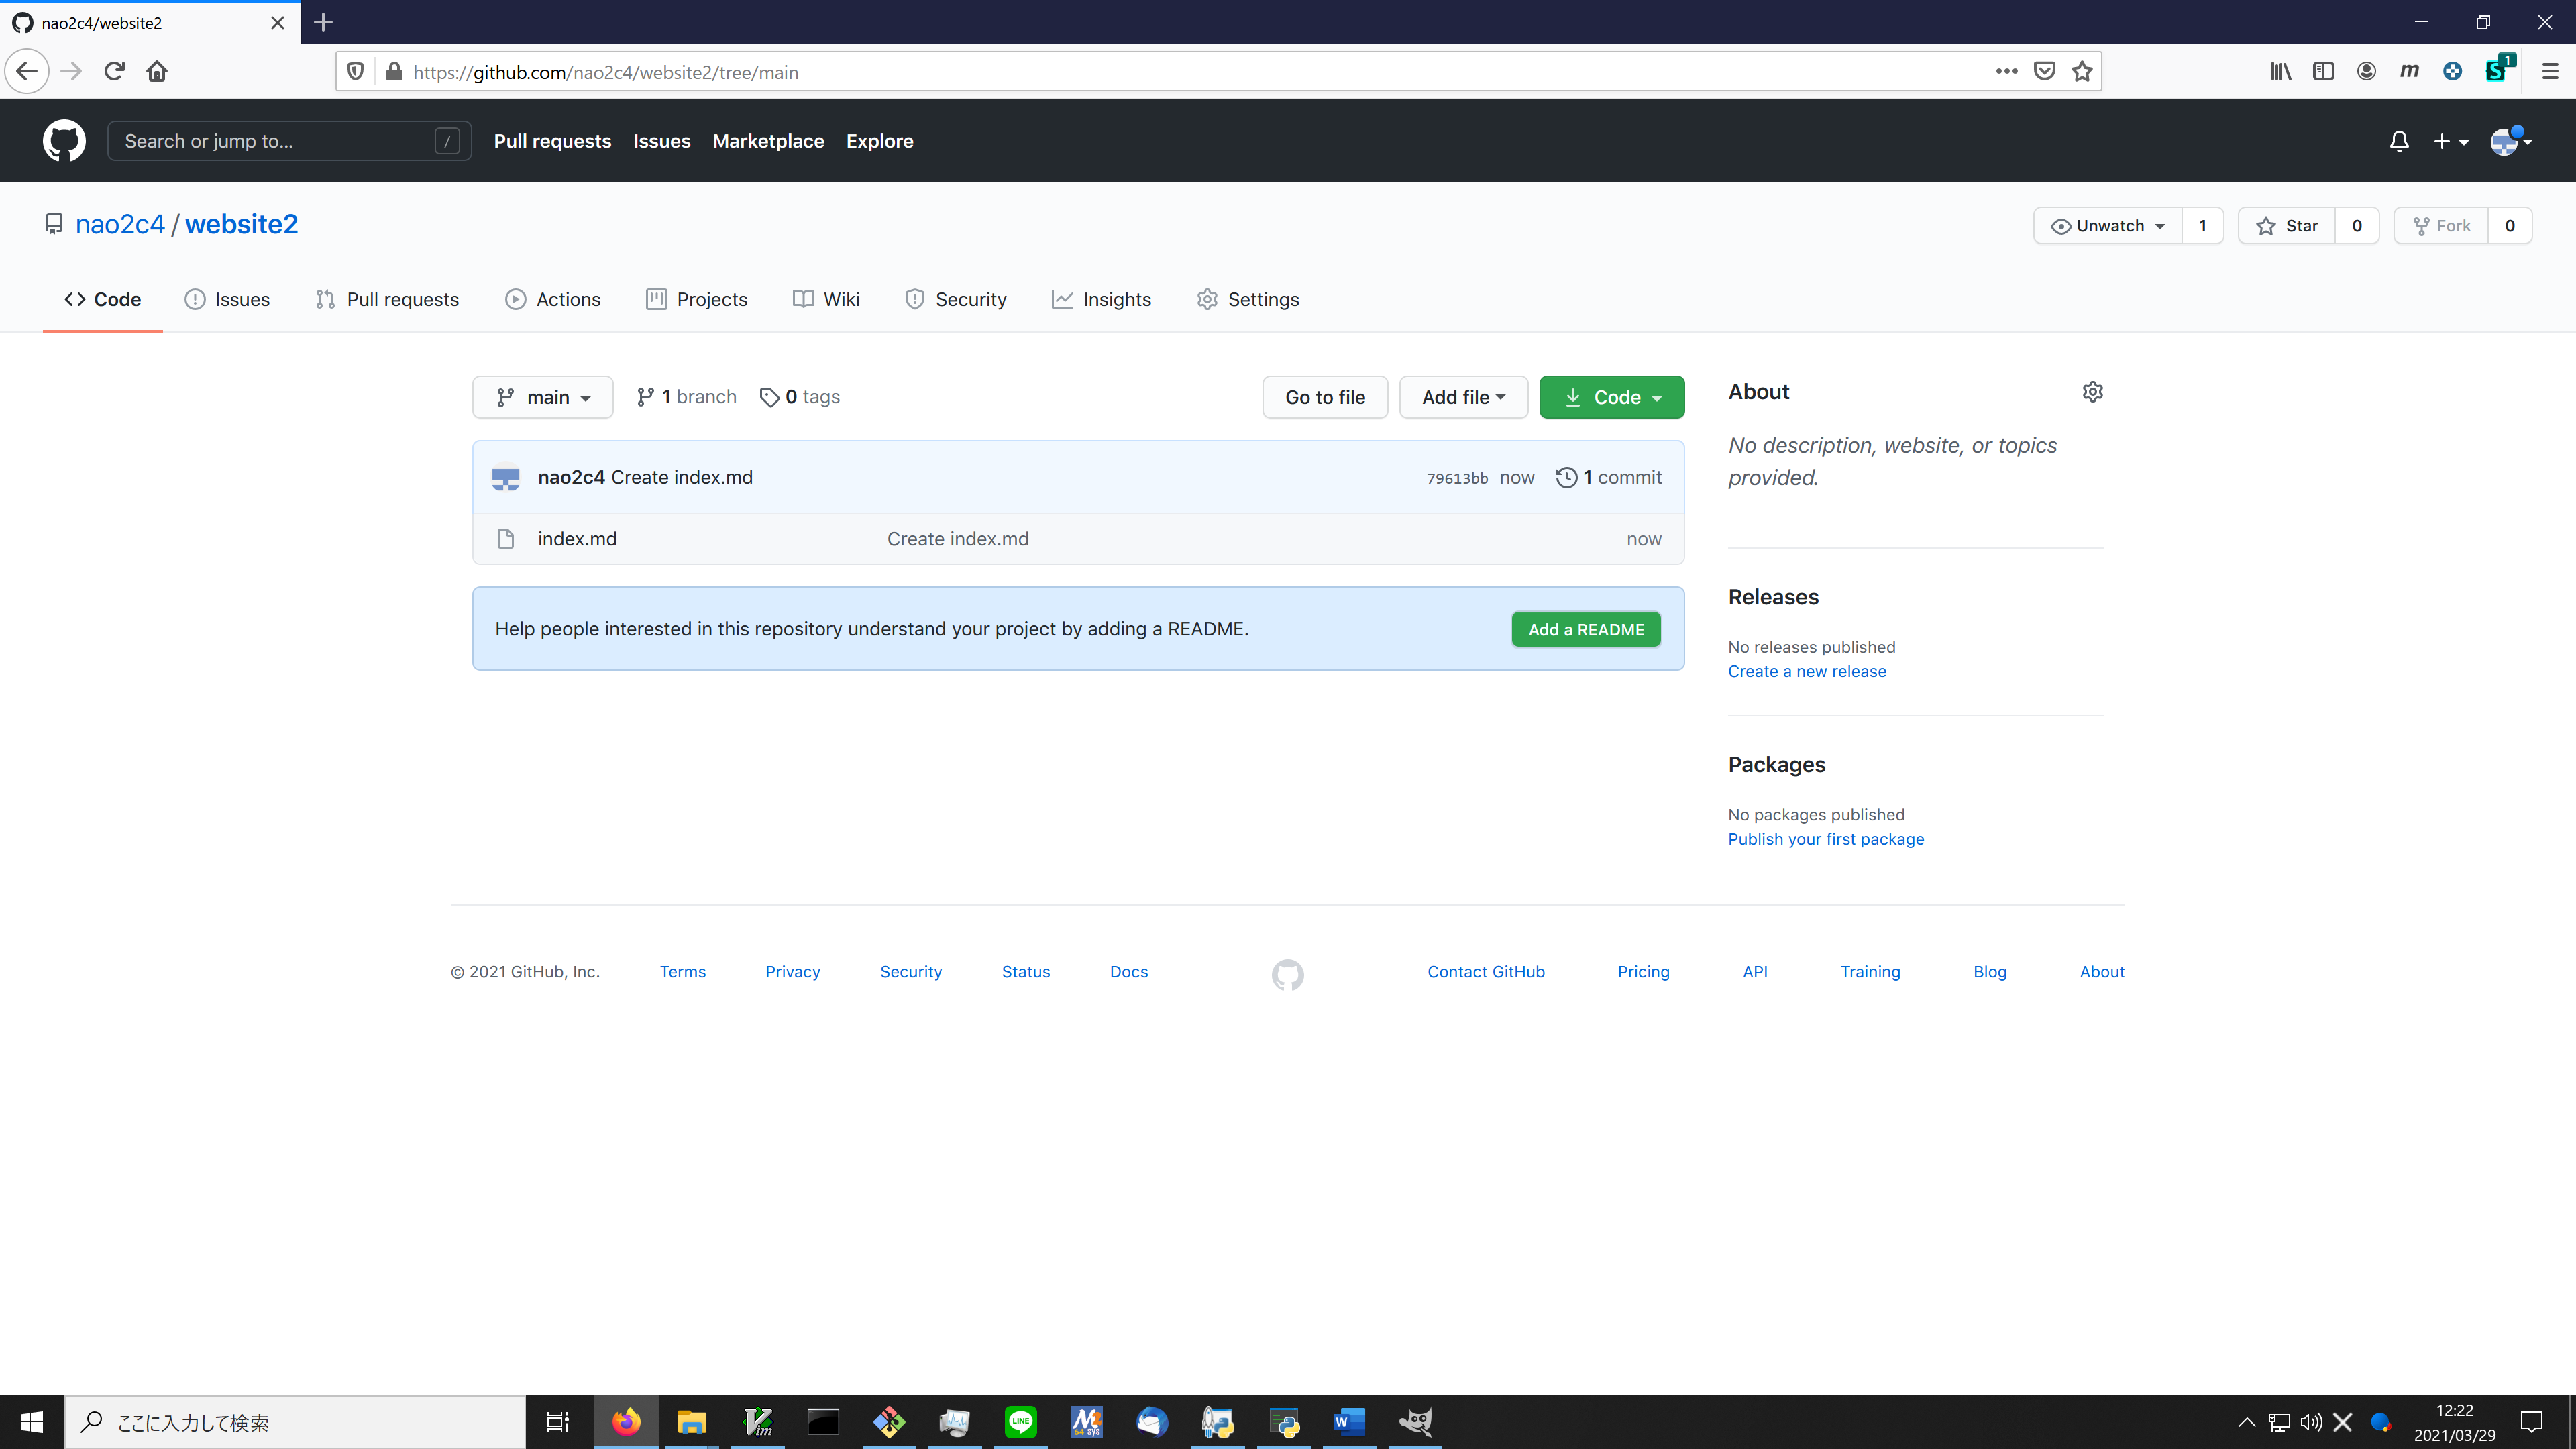 nao2c4/website2
https://github.com/nao2c4/website2/tree/main
m
S
1
Search or jump to...
/
Pull requests
Issues
Marketplace
Explore
nao2c4 / website2
Unwatch
1
Star
0
Fork
0
Code
Issues
Pull requests
Actions
Projects
Wiki
Security
Insights
Settings
main
1 branch
0 tags
Go to file
Add file
Code
nao2c4 Create index.md
79613bb now
1 commit
index.md
Create index.md
now
Help people interested in this repository understand your project by adding a README.
Add a README
About
No description, website, or topics
provided.
Releases
No releases published
Create a new release
Packages
No packages published
Publish your first package
© 2021 GitHub, Inc.
Terms
Privacy
Security
Status
Docs
Contact GitHub
Pricing
API
Training
Blog
About
ここに入力して検索
Vim
LINE
M2
64 sys
W
12:22
2021/03/29